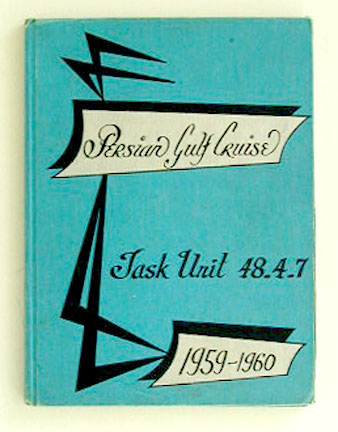 Persian Gulf Cruise
Task Unit 48-4-7
1959-1960